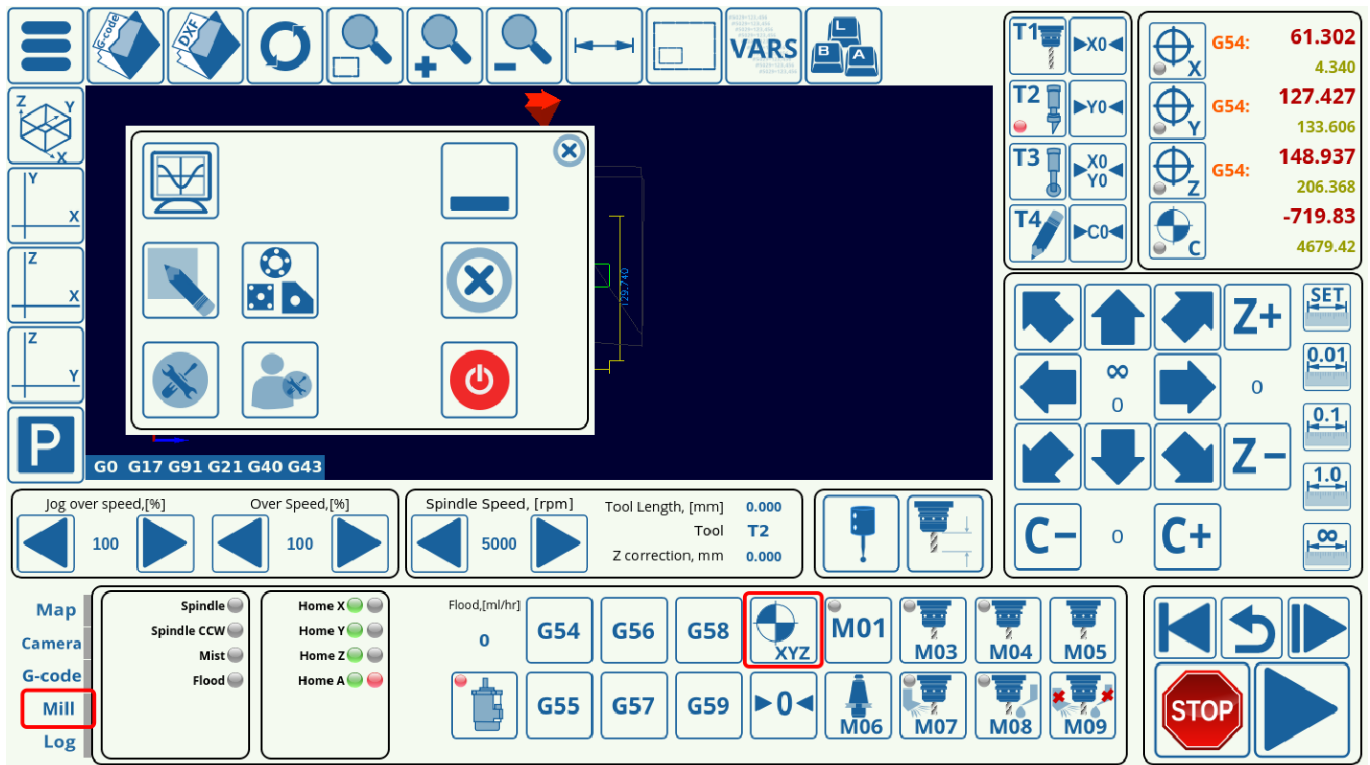 G-code
DXF
VARS
L
B
A
Z
Y
X
Y
X
Z
X
Z
Y
P
129.740
G0 G17 G91 G21 G40 G43
T1
X0
T2
Y0
T3
X0
Y0
T4
C0
X
G54:
61.302
4.340
Y
G54:
127.427
133.606
Z
G54:
148.937
206.368
C
-719.83
4679.42
Z+
SET
∞
0
0
0.01
0.1
Z-
1.0
C-
0
C+
∞
Jog over speed,[%]
100
Over Speed,[%]
100
Spindle Speed, [rpm]
5000
Tool Length, [mm] 0.000
Tool T2
Z correction, mm 0.000
Map
Camera
G-code
Mill
Log
Spindle
Spindle CCW
Mist
Flood
Home X
Home Y
Home Z
Home A
Flood,[ml/hr]
0
G54
G56
G58
XYZ
M01
M03
M04
M05
G55
G57
G59
0
M06
M07
M08
M09
STOP